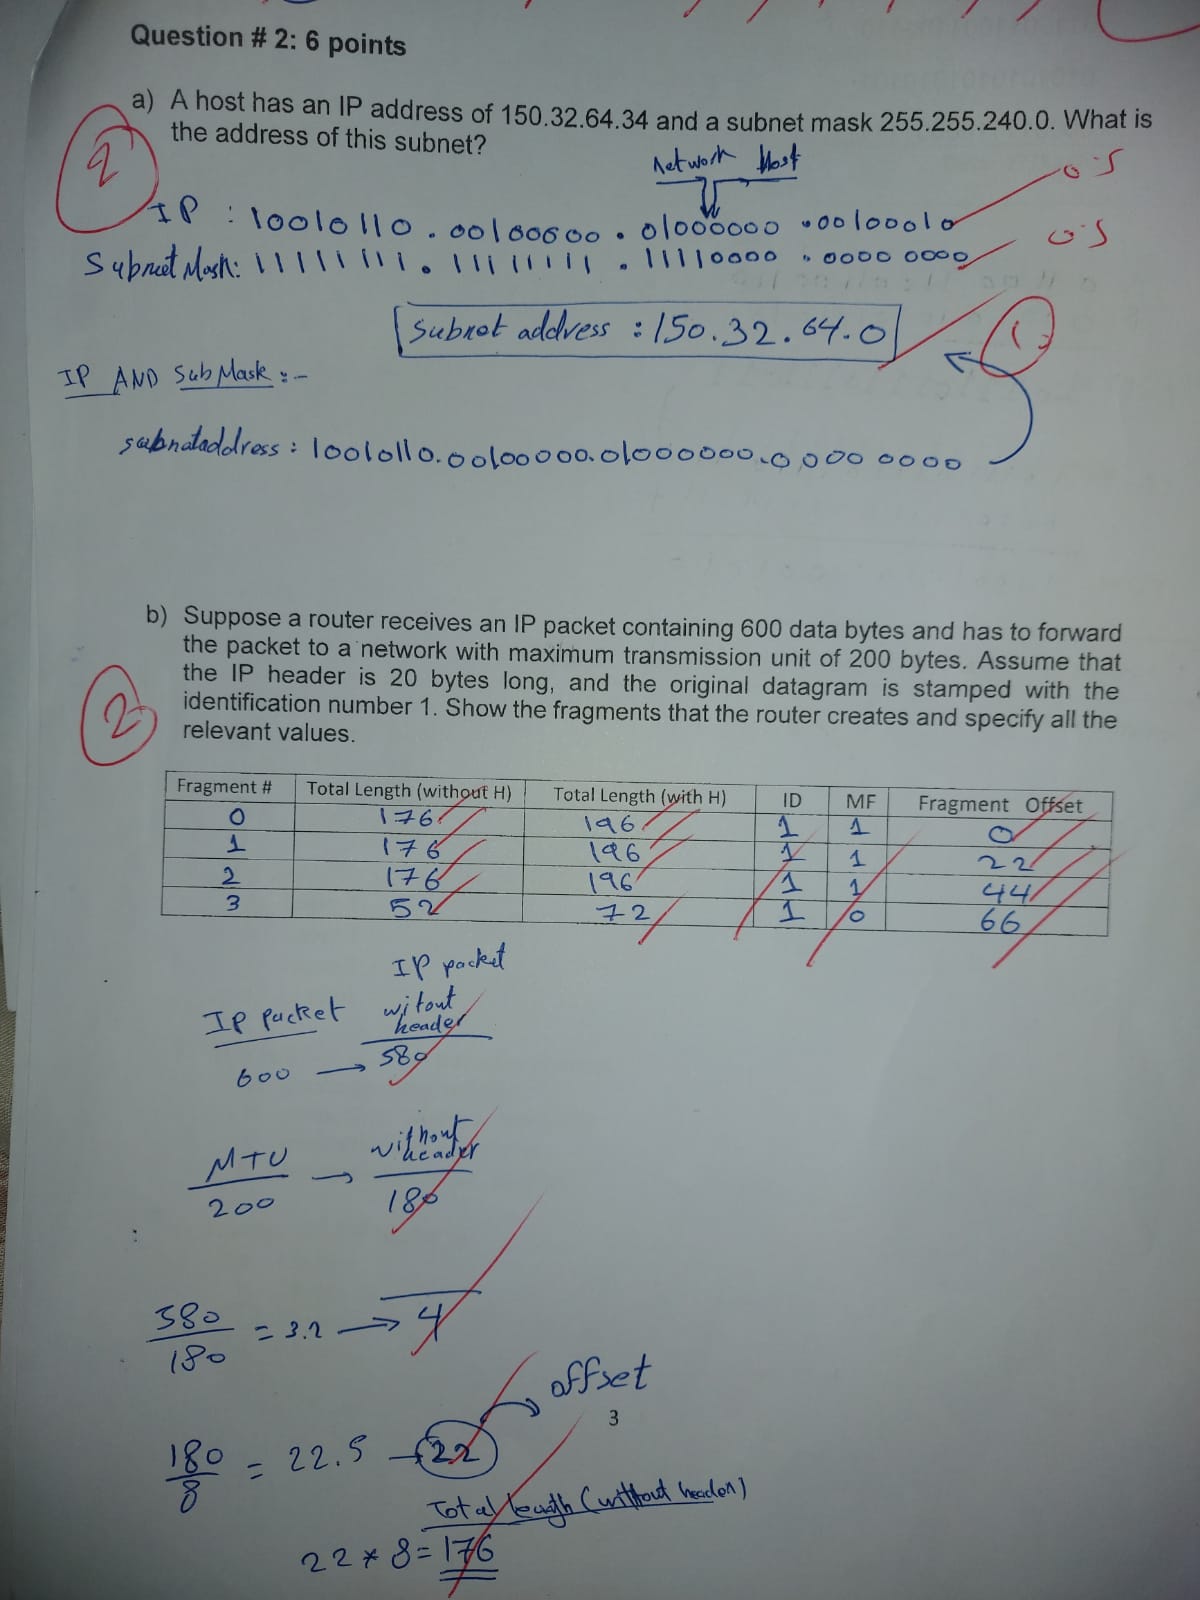 Question # 2: 6 points
a) A host has an IP address of 150.32.64.34 and a subnet mask 255.255.240.0. What is
the address of this subnet?
2
Network Host
IP : 10010110 . 00100000 . 01000000 . 00100010
0's
Subnet Mask: 11111111 . 11111111 . 11110000 . 0000 0000
0's
subnet address : 150.32.64.0
IP AND Sub Mask :-
subnetaddress : 10010110.00100000.01000000.0000 0000
b) Suppose a router receives an IP packet containing 600 data bytes and has to forward
the packet to a network with maximum transmission unit of 200 bytes. Assume that
the IP header is 20 bytes long, and the original datagram is stamped with the
identification number 1. Show the fragments that the router creates and specify all the
relevant values.
2
Fragment # Total Length (without H) Total Length (with H) ID MF Fragment Offset
0 176 196 1 1 0
1 176 196 1 1 22
2 176 196 1 1 44
3 52 72 1 0 66
IP packet
IP packet witout
header
600 → 580
MTU → without
header
200 180
580
180 = 3.2 → 4
offset
3
180
8 = 22.5 → 22
Total length (without header)
22 * 8 = 176